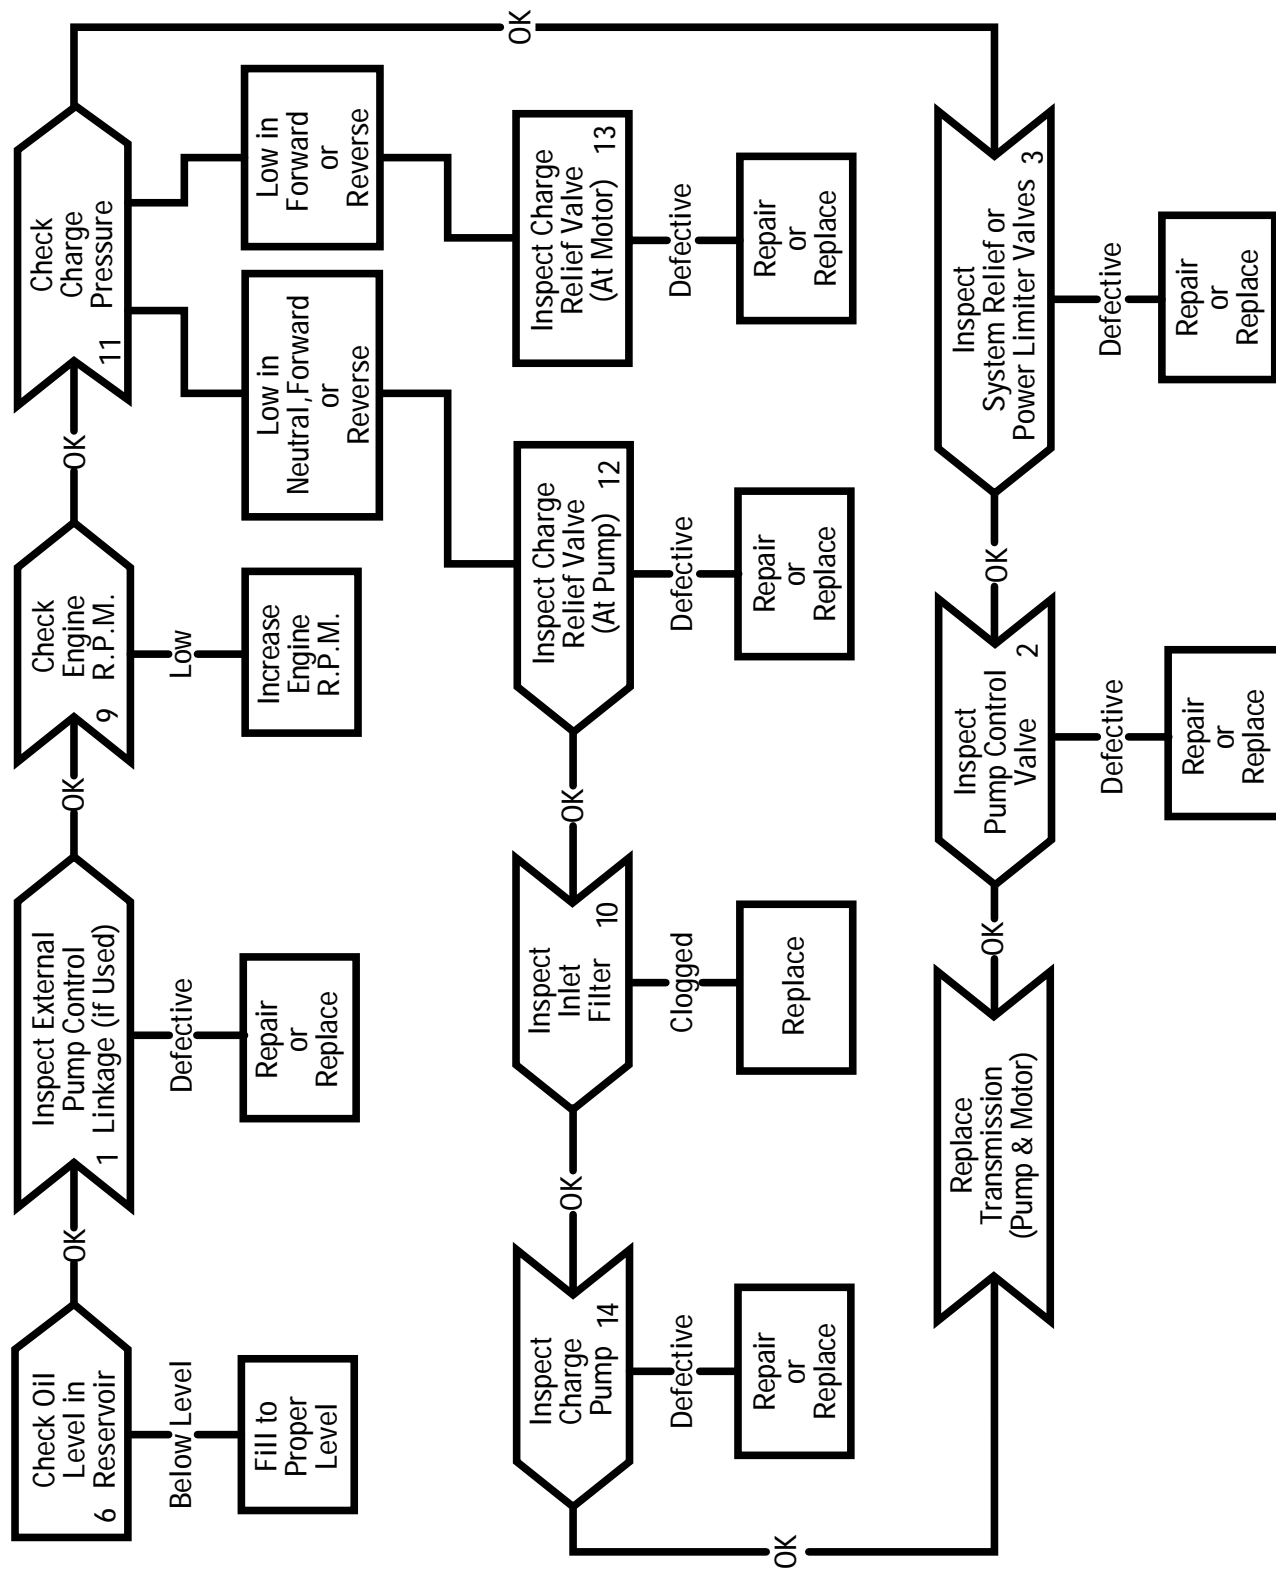 Check Oil
Level in
6 Reservoir
OK
Below Level
Fill to
Proper
Level
Inspect External
Pump Control
1 Linkage (if Used)
OK
Defective
Repair
or
Replace
Check
Engine
9 R.P.M.
OK
Low
Increase
Engine
R.P.M.
Check
Charge
Pressure
11
OK
Low in
Neutral,Forward
or
Reverse
Low in
Forward
or
Reverse
Inspect Charge
Relief Valve
(At Motor) 13
Defective
Repair
or
Replace
Inspect Charge
Relief Valve
(At Pump) 12
Defective
Repair
or
Replace
OK
Inspect
Inlet
Filter 10
Clogged
Replace
OK
Inspect
Charge
Pump 14
Defective
Repair
or
Replace
OK
Inspect
System Relief or
Power Limiter Valves 3
Defective
Repair
or
Replace
OK
Inspect
Pump Control
Valve 2
Defective
Repair
or
Replace
OK
Replace
Transmission
(Pump & Motor)